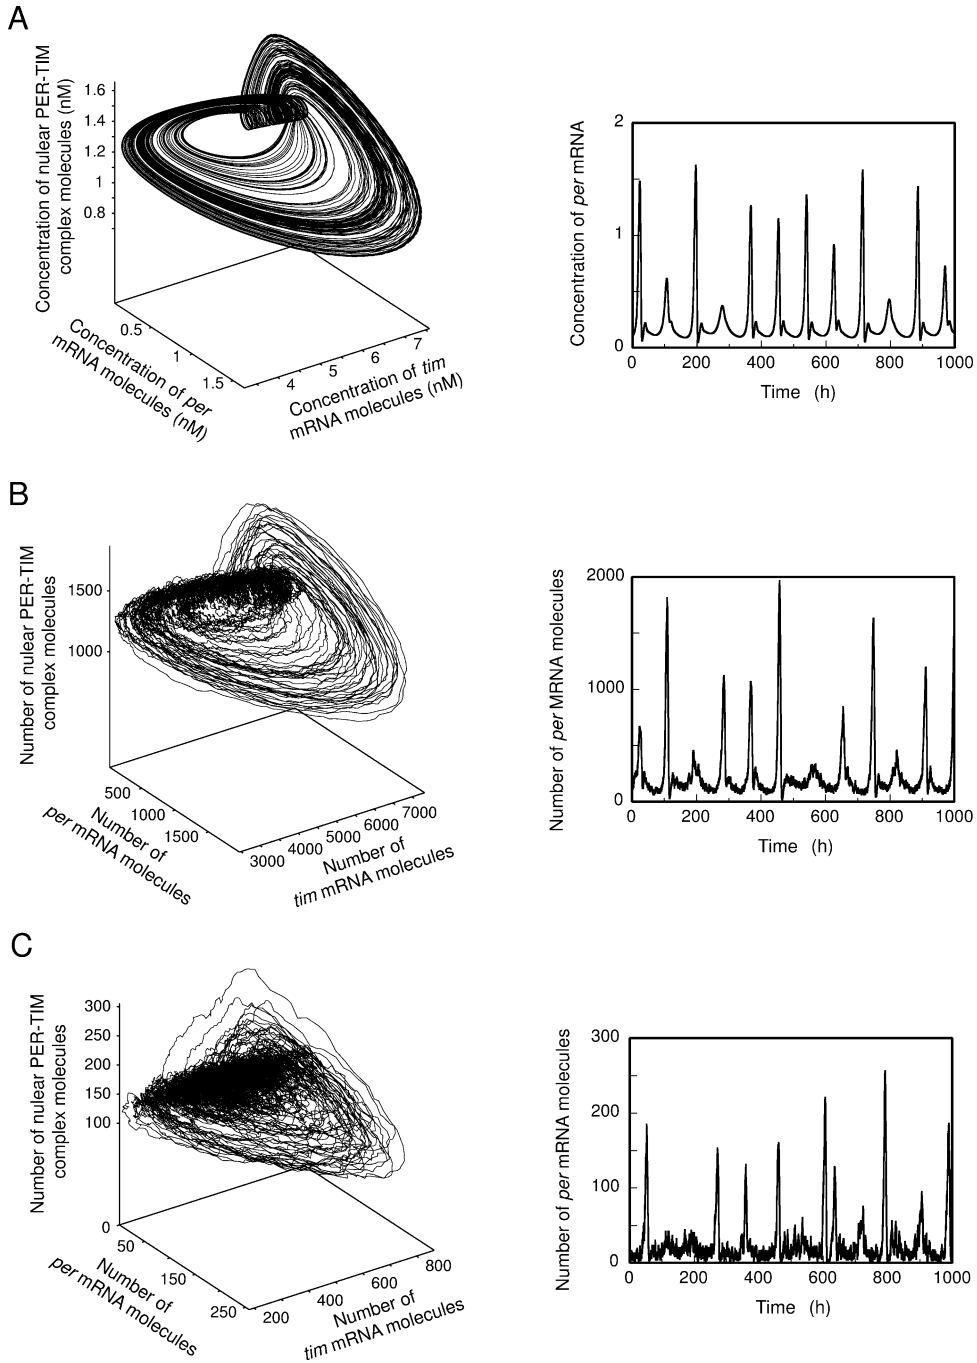 A
Concentration of nulear PER-TIM
complex molecules (nM)
1.6
1.4
1.2
1
0.8
0.5
1
1.5
Concentration of per
mRNA molecules (nM)
4
5
6
7
Concentration of tim
mRNA molecules (nM)
Concentration of per mRNA
2
1
0
0
200
400
600
800
1000
Time (h)
B
Number of nulear PER-TIM
complex molecules
1500
1000
500
1000
1500
Number of
per mRNA molecules
3000
4000
5000
6000
7000
Number of
tim mRNA molecules
Number of per MRNA molecules
2000
1000
0
0
200
400
600
800
1000
Time (h)
C
Number of nulear PER-TIM
complex molecules
300
250
200
150
100
0
50
150
250
Number of
per mRNA molecules
200
400
600
800
Number of
tim mRNA molecules
Number of per mRNA molecules
300
200
100
0
0
200
400
600
800
1000
Time (h)